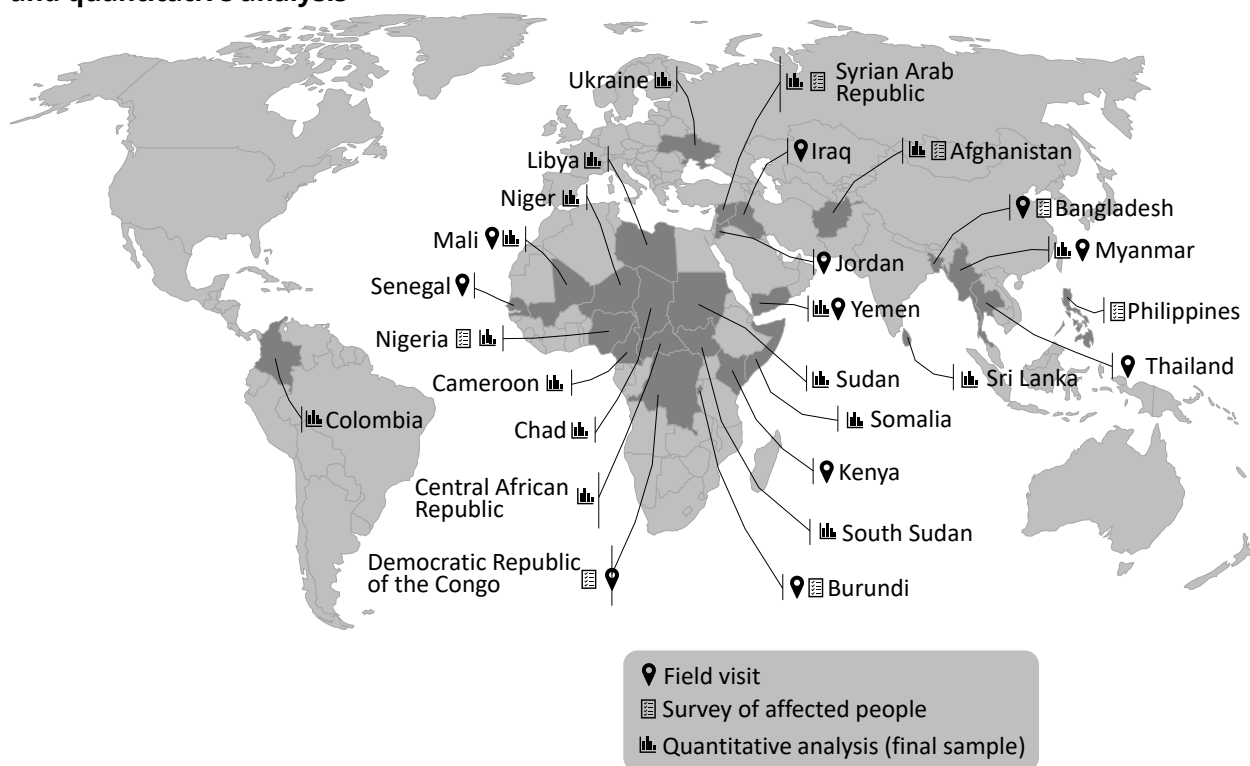 and quantitative analysis
Ukraine
Syrian Arab
Republic
Libya
Iraq
Afghanistan
Niger
Bangladesh
Mali
Myanmar
Jordan
Senegal
Yemen
Philippines
Nigeria
Thailand
Cameroon
Sudan
Sri Lanka
Colombia
Somalia
Chad
Kenya
Central African
Republic
South Sudan
Democratic Republic
of the Congo
Burundi
Field visit
Survey of affected people
Quantitative analysis (final sample)